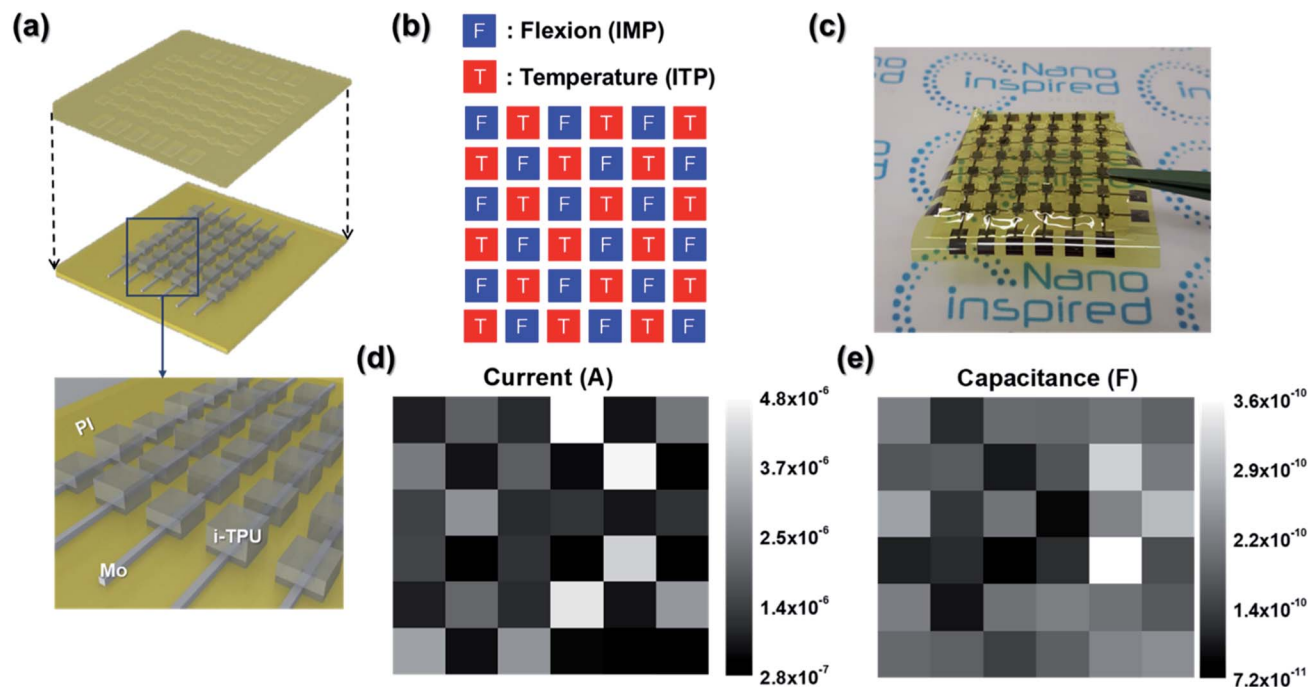 (a)
PI
i-TPU
Mo
(b)
F : Flexion (IMP)
T : Temperature (ITP)
F T F T F T
T F T F T F
F T F T F T
T F T F T F
F T F T F T
T F T F T F
(c)
Nano
inspired
Nano
inspired
(d)
Current (A)
4.8x10⁻⁶
3.7x10⁻⁶
2.5x10⁻⁶
1.4x10⁻⁶
2.8x10⁻⁷
(e)
Capacitance (F)
3.6x10⁻¹⁰
2.9x10⁻¹⁰
2.2x10⁻¹⁰
1.4x10⁻¹⁰
7.2x10⁻¹¹